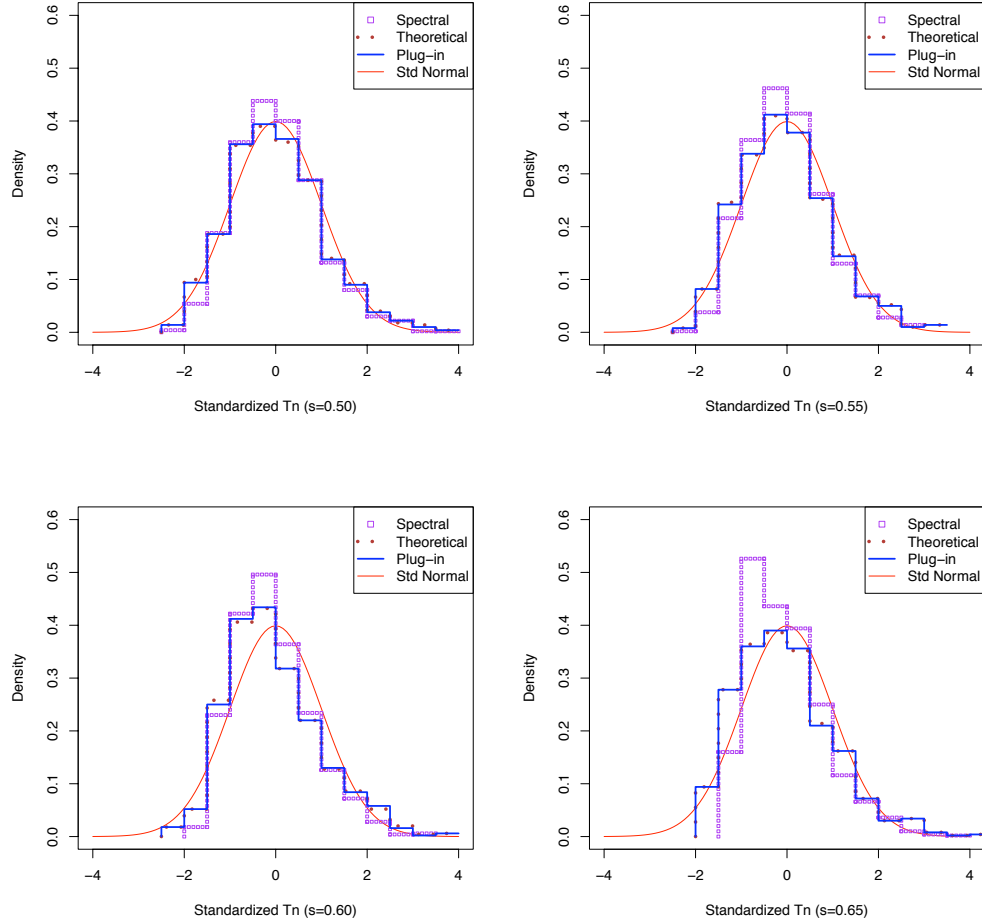 0.6
0.5
0.4
0.3
0.2
0.1
0.0
Density
Spectral
Theoretical
Plug-in
Std Normal
-4
-2
0
2
4
Standardized Tn (s=0.50)
0.6
0.5
0.4
0.3
0.2
0.1
0.0
Density
Spectral
Theoretical
Plug-in
Std Normal
-4
-2
0
2
4
Standardized Tn (s=0.55)
0.6
0.5
0.4
0.3
0.2
0.1
0.0
Density
Spectral
Theoretical
Plug-in
Std Normal
-4
-2
0
2
4
Standardized Tn (s=0.60)
0.6
0.5
0.4
0.3
0.2
0.1
0.0
Density
Spectral
Theoretical
Plug-in
Std Normal
-4
-2
0
2
4
Standardized Tn (s=0.65)